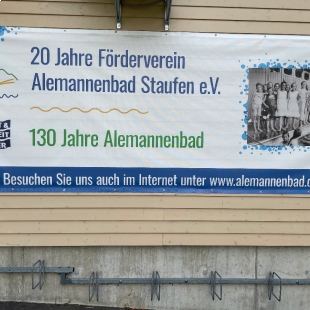 20 Jahre Förderverein
Alemannenbad Staufen e.V.
130 Jahre Alemannenbad
Besuchen Sie uns auch im Internet unter www.alemannenbad.